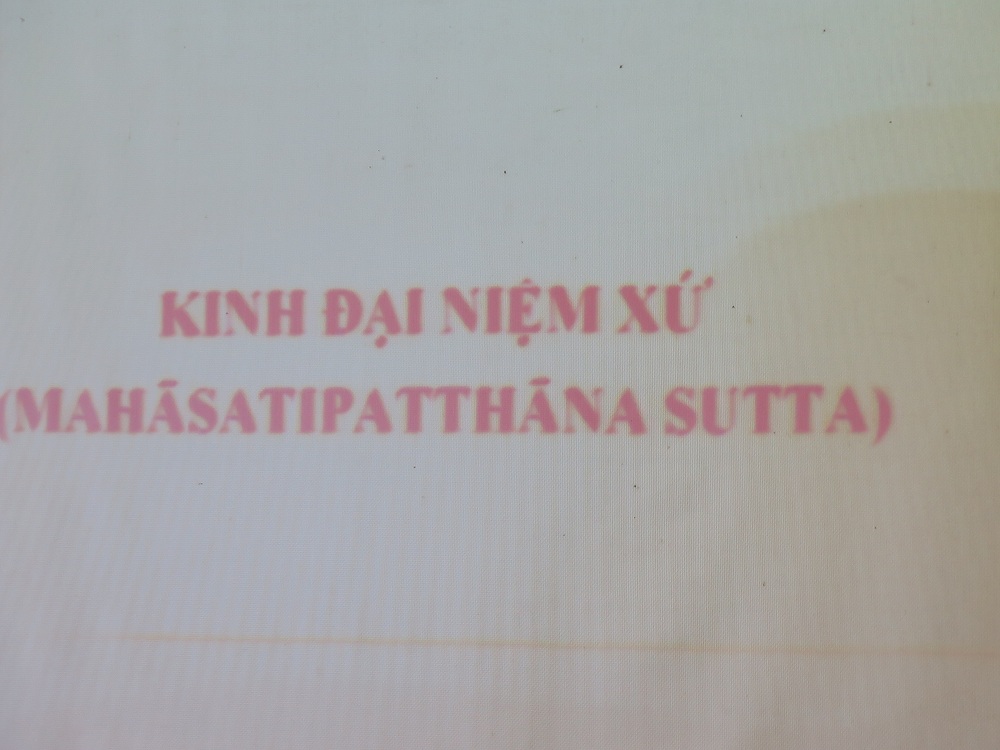 KINH ĐẠI NIỆM XỨ
(MAHĀSATIPATTHĀNA SUTTA)